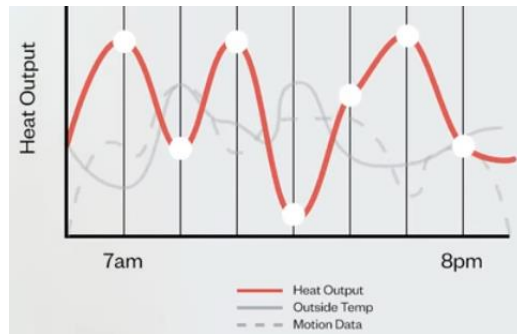 Heat Output
7am
8pm
Heat Output
Outside Temp
Motion Data